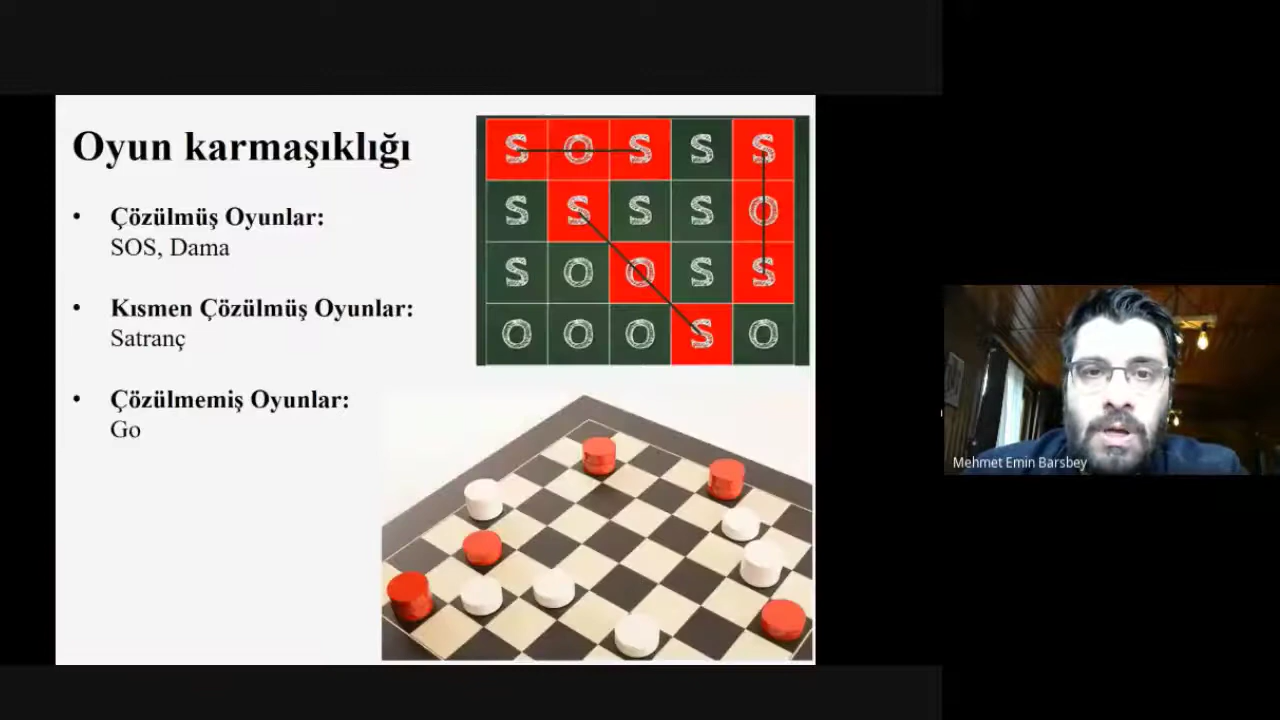 Oyun karmaşıklığı
• Çözülmüş Oyunlar:
SOS, Dama
• Kısmen Çözülmüş Oyunlar:
Satranç
• Çözülmemiş Oyunlar:
Go
S O S S S
S S S S O
S O O S S
O O O S O
Mehmet Emin Barsbey